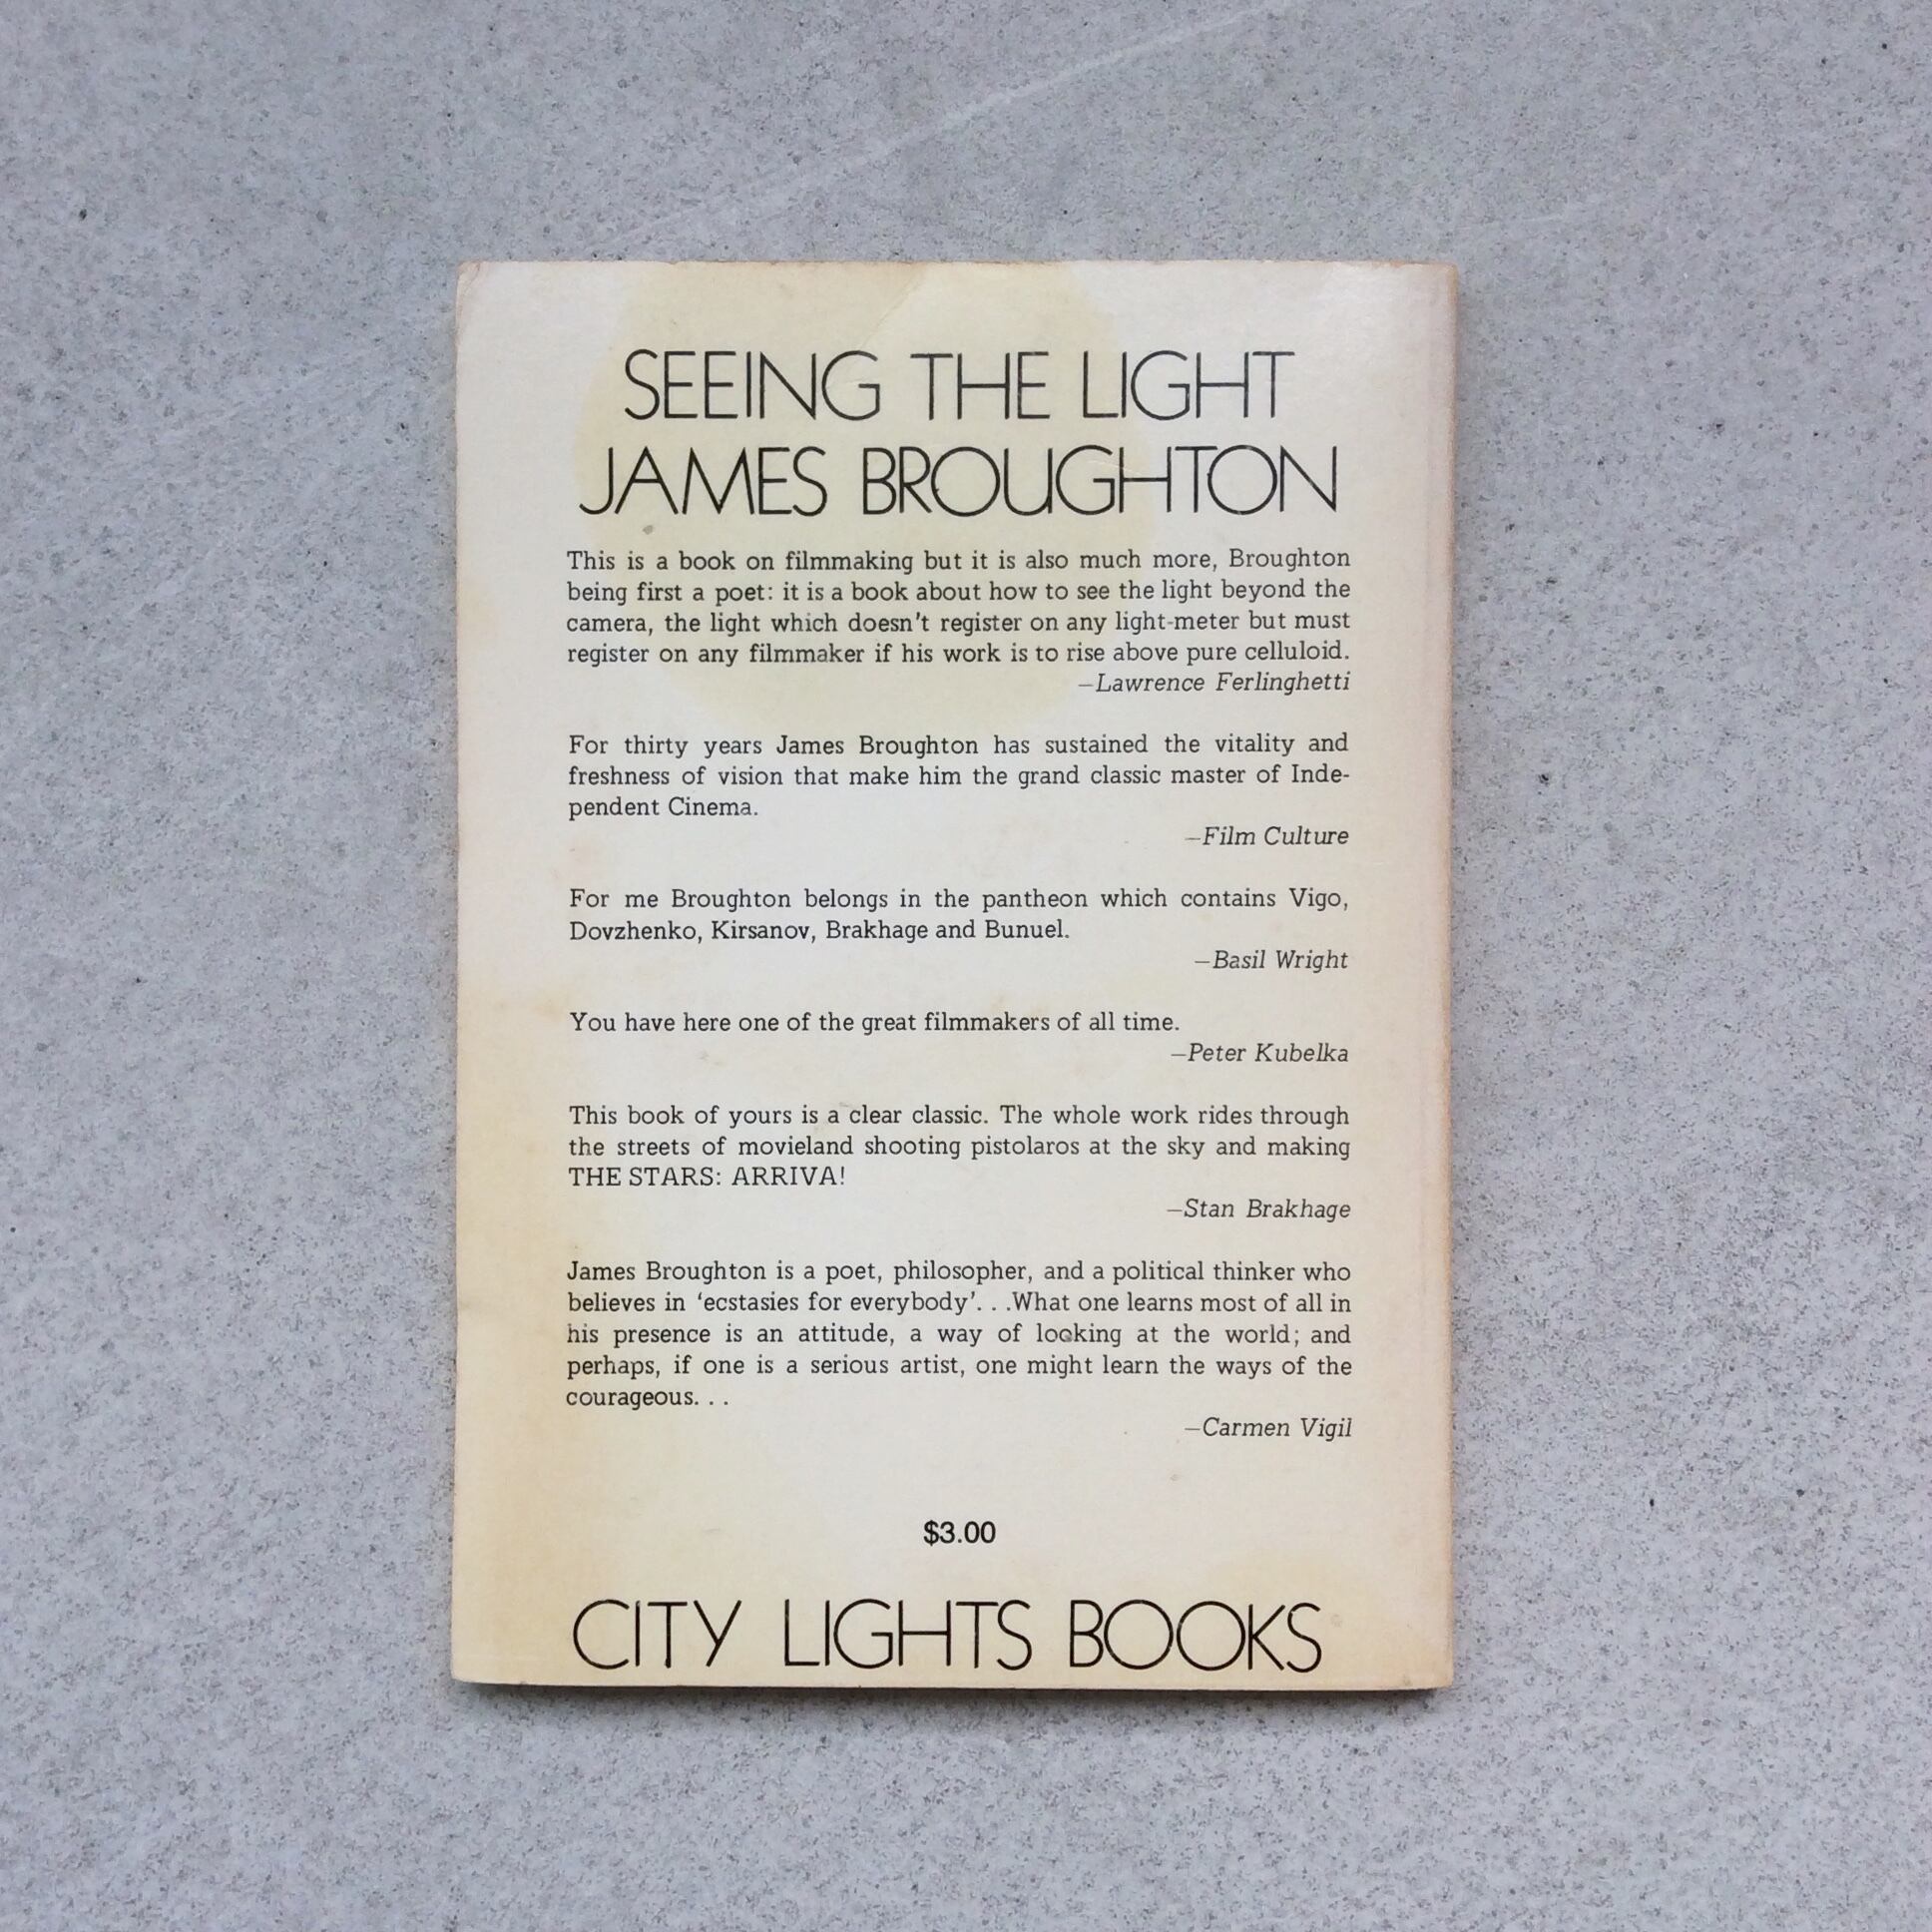 SEEING THE LIGHT
JAMES BROUGHTON
This is a book on filmmaking but it is also much more, Broughton
being first a poet: it is a book about how to see the light beyond the
camera, the light which doesn't register on any light-meter but must
register on any filmmaker if his work is to rise above pure celluloid.
—Lawrence Ferlinghetti
For thirty years James Broughton has sustained the vitality and
freshness of vision that make him the grand classic master of Inde-
pendent Cinema.
—Film Culture
For me Broughton belongs in the pantheon which contains Vigo,
Dovzhenko, Kirsanov, Brakhage and Bunuel.
—Basil Wright
You have here one of the great filmmakers of all time.
—Peter Kubelka
This book of yours is a clear classic. The whole work rides through
the streets of movieland shooting pistolaros at the sky and making
THE STARS: ARRIVA!
—Stan Brakhage
James Broughton is a poet, philosopher, and a political thinker who
believes in ‘ecstasies for everybody’. . .What one learns most of all in
his presence is an attitude, a way of looking at the world; and
perhaps, if one is a serious artist, one might learn the ways of the
courageous. . .
—Carmen Vigil
$3.00
CITY LIGHTS BOOKS